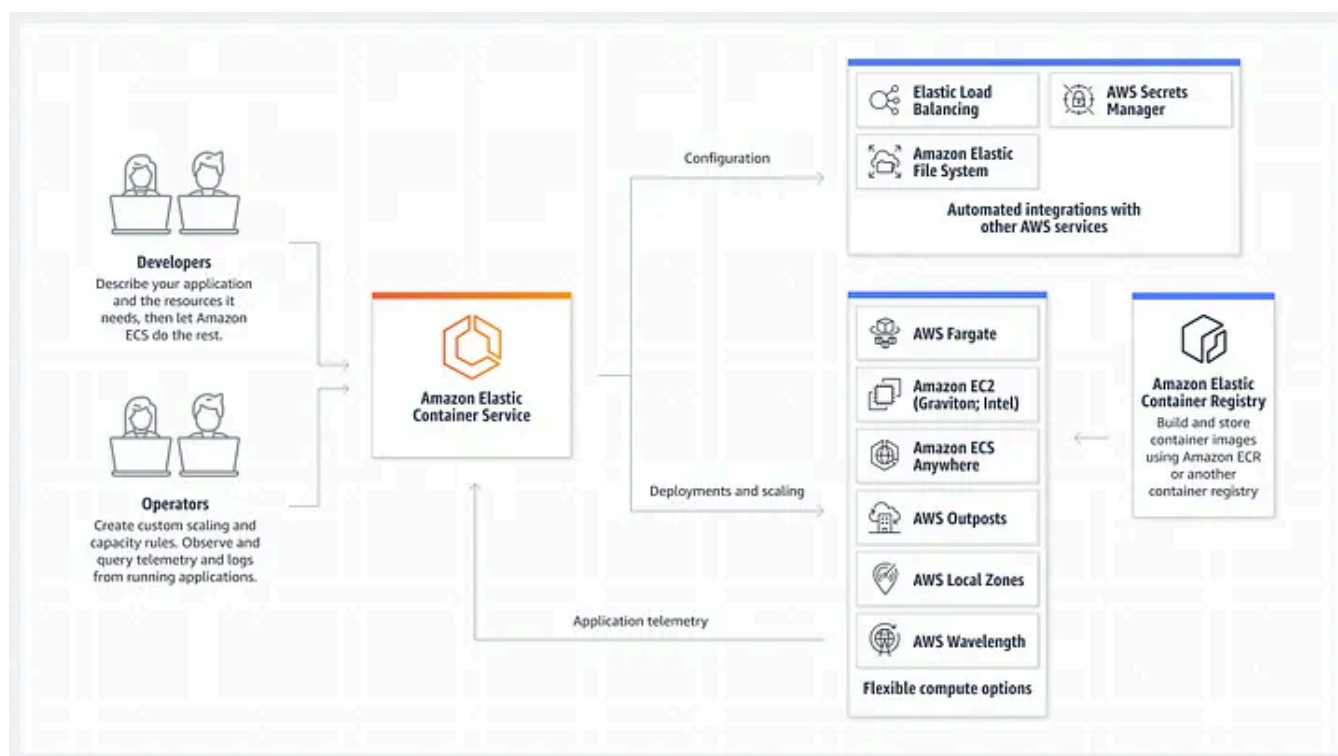 Developers
Describe your application
and the resources it
needs, then let Amazon
ECS do the rest.
Operators
Create custom scaling and
capacity rules. Observe and
query telemetry and logs
from running applications.
Amazon Elastic
Container Service
Configuration
Deployments and scaling
Application telemetry
Elastic Load
Balancing
AWS Secrets
Manager
Amazon Elastic
File System
Automated integrations with
other AWS services
AWS Fargate
Amazon EC2
(Graviton; Intel)
Amazon ECS
Anywhere
AWS Outposts
AWS Local Zones
AWS Wavelength
Flexible compute options
Amazon Elastic
Container Registry
Build and store
container images
using Amazon ECR
or another
container registry